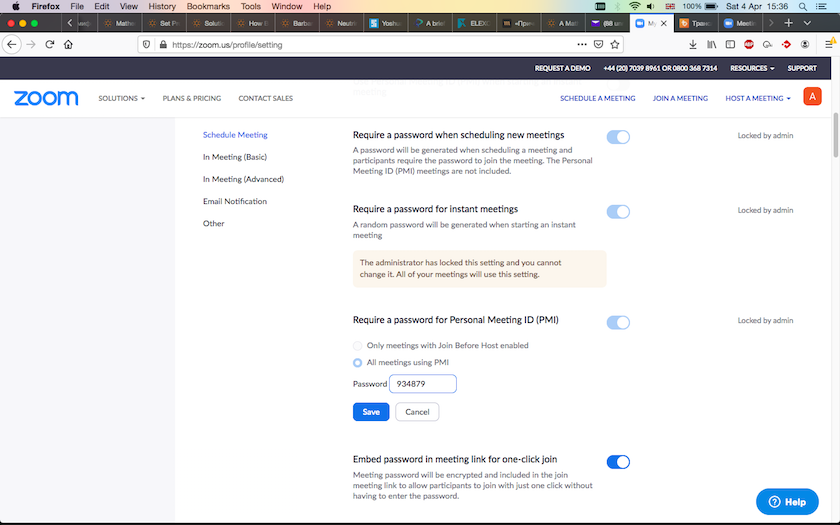 Firefox File Edit View History Bookmarks Tools Window Help 100% Sat 4 Apr 15:36
Mathe Set P Soluti How It Barba Neutri Yoshu A brief ELEXO «При A Mat (68 un My Z Транс Meeti
https://zoom.us/profile/setting
REQUEST A DEMO +44 (20) 7039 8961 OR 0800 368 7314 RESOURCES SUPPORT
zoom SOLUTIONS PLANS & PRICING CONTACT SALES SCHEDULE A MEETING JOIN A MEETING HOST A MEETING A
Schedule Meeting
In Meeting (Basic)
In Meeting (Advanced)
Email Notification
Other
Require a password when scheduling new meetings
Locked by admin
A password will be generated when scheduling a meeting and
participants require the password to join the meeting. The Personal
Meeting ID (PMI) meetings are not included.
Require a password for instant meetings
Locked by admin
A random password will be generated when starting an instant
meeting
The administrator has locked this setting and you cannot
change it. All of your meetings will use this setting.
Require a password for Personal Meeting ID (PMI)
Locked by admin
Only meetings with Join Before Host enabled
All meetings using PMI
Password 934879
Save Cancel
Embed password in meeting link for one-click join
Meeting password will be encrypted and included in the join
meeting link to allow participants to join with just one click without
having to enter the password.
Help